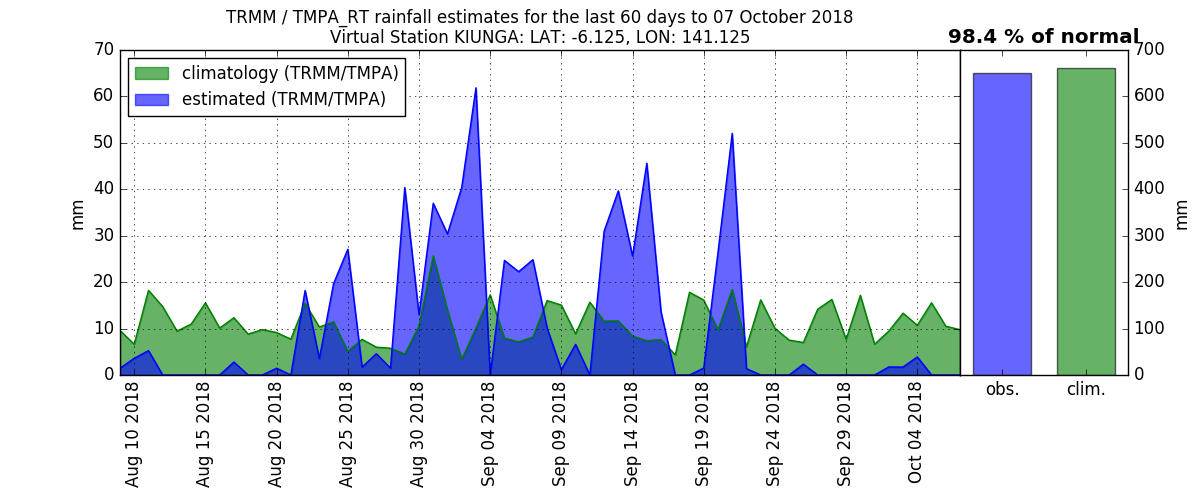 TRMM / TMPA_RT rainfall estimates for the last 60 days to 07 October 2018
Virtual Station KIUNGA: LAT: -6.125, LON: 141.125
98.4 % of normal
climatology (TRMM/TMPA)
estimated (TRMM/TMPA)
70
60
50
40
30
20
10
0
mm
Aug 10 2018
Aug 15 2018
Aug 20 2018
Aug 25 2018
Aug 30 2018
Sep 04 2018
Sep 09 2018
Sep 14 2018
Sep 19 2018
Sep 24 2018
Sep 29 2018
Oct 04 2018
obs.
clim.
700
600
500
400
300
200
100
0
mm